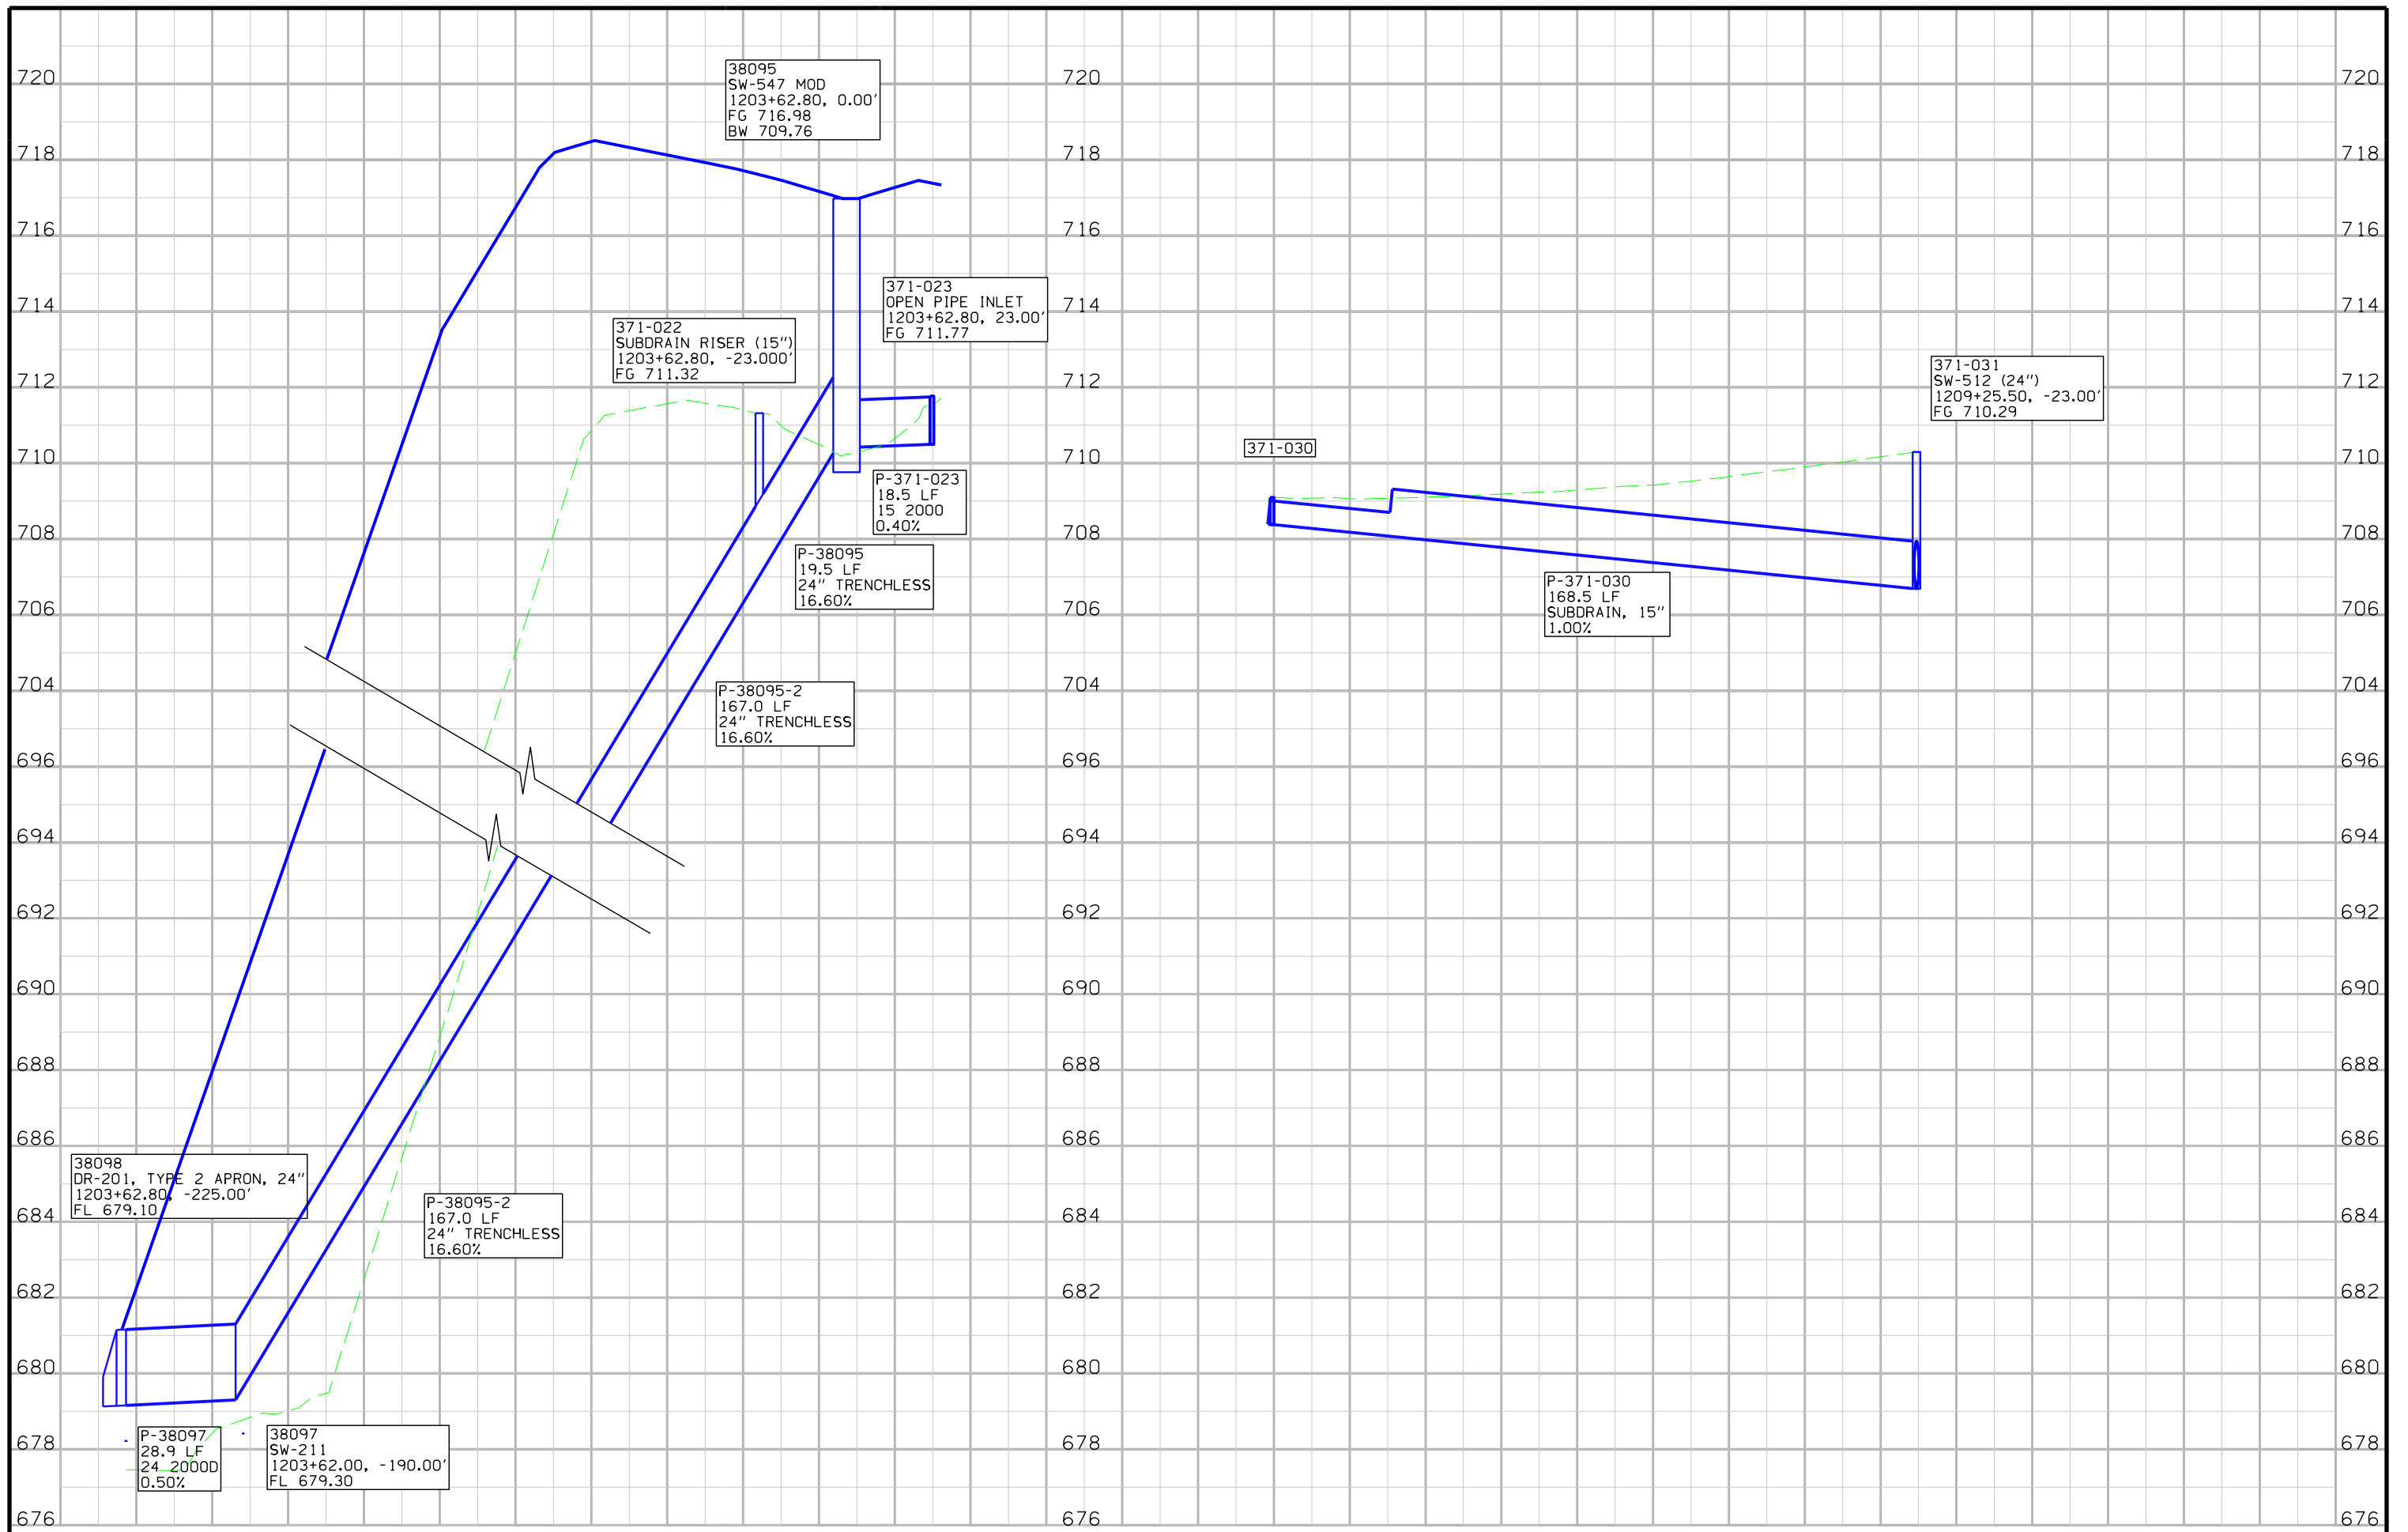 720
720
720
38095
SW-547 MOD
1203+62.80, 0.00'
FG 716.98
BW 709.76
718
718
718
716
716
716
371-023
OPEN PIPE INLET
1203+62.80, 23.00'
FG 711.77
714
714
714
371-022
SUBDRAIN RISER (15")
1203+62.80, -23.000'
FG 711.32
712
712
712
371-031
SW-512 (24")
1209+25.50, -23.00'
FG 710.29
710
710
710
371-030
P-371-023
18.5 LF
15 2000
0.40%
708
708
708
P-38095
19.5 LF
24" TRENCHLESS
16.60%
P-371-030
168.5 LF
SUBDRAIN, 15"
1.00%
706
706
706
704
704
704
P-38095-2
167.0 LF
24" TRENCHLESS
16.60%
696
696
696
694
694
694
692
692
692
690
690
690
688
688
688
686
686
686
38098
DR-201, TYPE 2 APRON, 24"
1203+62.80, -225.00'
FL 679.10
684
684
684
P-38095-2
167.0 LF
24" TRENCHLESS
16.60%
682
682
682
680
680
680
678
678
678
P-38097
28.9 LF
24 2000D
0.50%
38097
SW-211
1203+62.00, -190.00'
FL 679.30
676
676
676